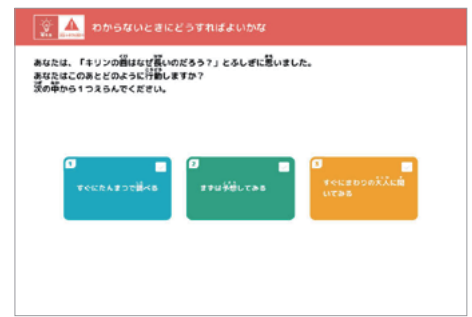 わからないときにどうすればよいかな
あなたは、「キリンの首はなぜ長いのだろう?」とふしぎに思いました。
あなたはこのあとどのように行動しますか?
次の中から1つえらんでください。
1
すぐにたんまつで調べる
2
まずは予想してみる
3
すぐにまわりの大人に聞
いてみる